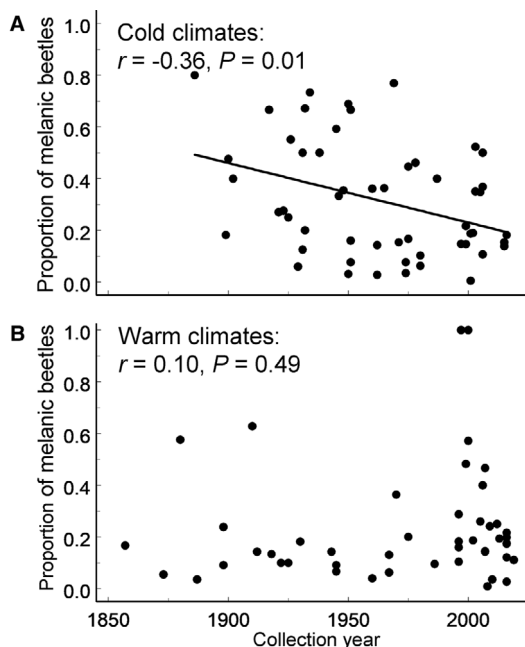 A
Cold climates:
r = -0.36, P = 0.01
Proportion of melanic beetles
1.0
0.8
0.6
0.4
0.2
0.0
B
Warm climates:
r = 0.10, P = 0.49
Proportion of melanic beetles
1.0
0.8
0.6
0.4
0.2
0.0
1850 1900 1950 2000
Collection year